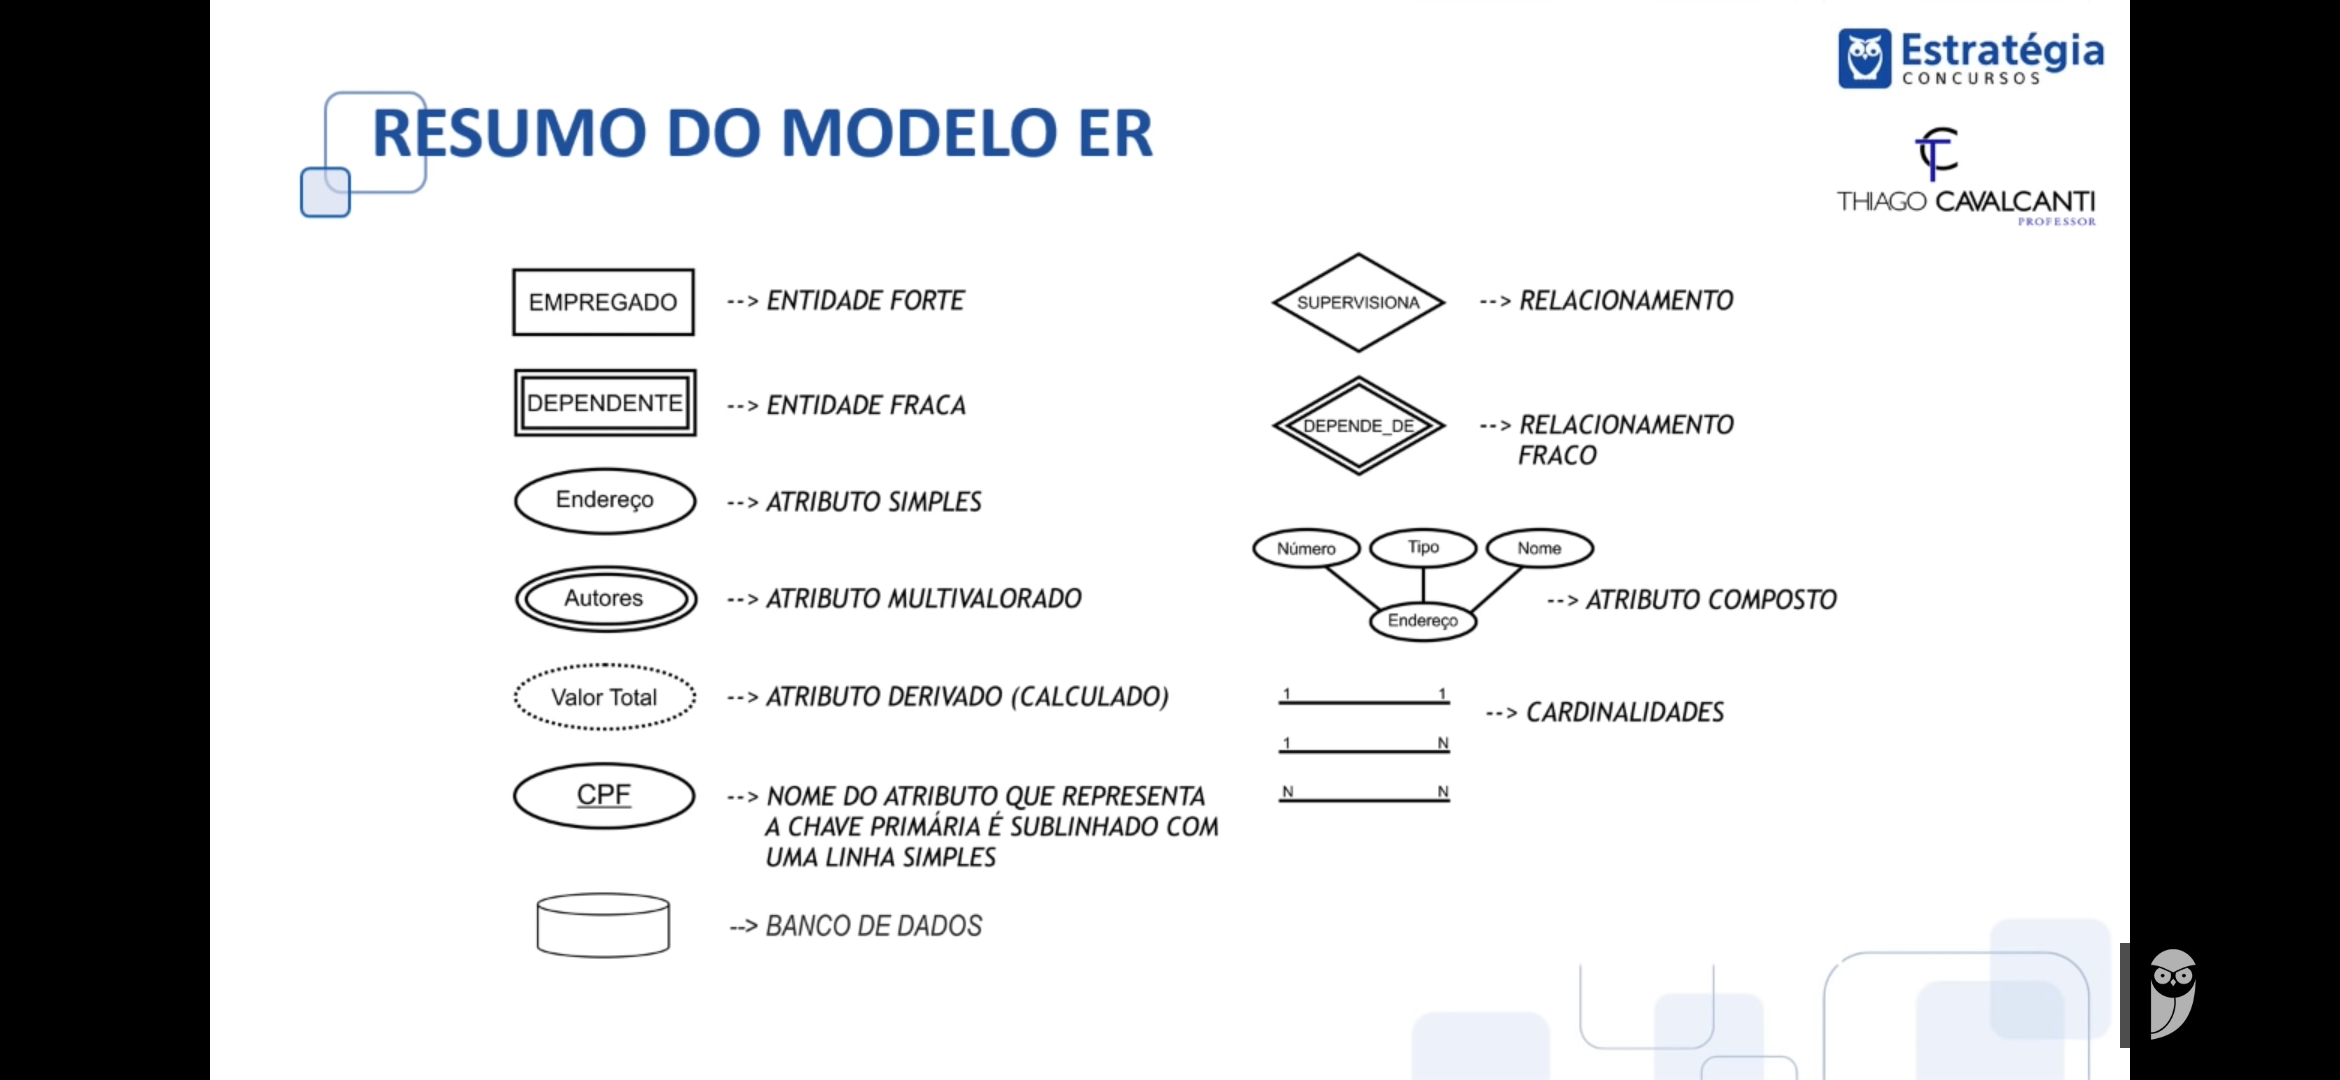 Estratégia
CONCURSOS
RESUMO DO MODELO ER
TC
THIAGO CAVALCANTI
PROFESSOR
EMPREGADO
--> ENTIDADE FORTE
DEPENDENTE
--> ENTIDADE FRACA
Endereço
--> ATRIBUTO SIMPLES
Autores
--> ATRIBUTO MULTIVALORADO
Valor Total
--> ATRIBUTO DERIVADO (CALCULADO)
CPF
--> NOME DO ATRIBUTO QUE REPRESENTA
A CHAVE PRIMÁRIA É SUBLINHADO COM
UMA LINHA SIMPLES
--> BANCO DE DADOS
SUPERVISIONA
--> RELACIONAMENTO
DEPENDE_DE
--> RELACIONAMENTO
FRACO
Número Tipo Nome
Endereço
--> ATRIBUTO COMPOSTO
1 1
--> CARDINALIDADES
1 N
N N